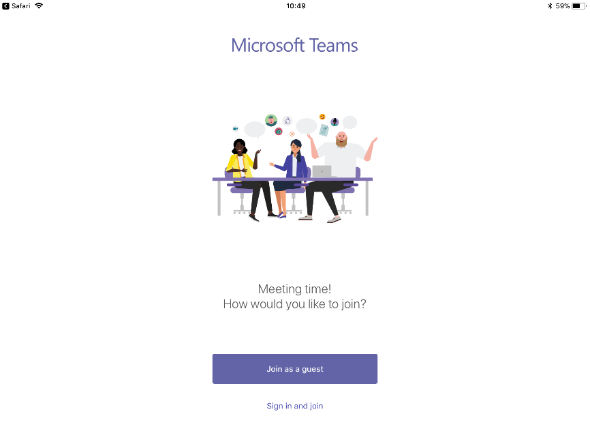 Safari
10:49
59%
Microsoft Teams
Meeting time!
How would you like to join?
Join as a guest
Sign in and join